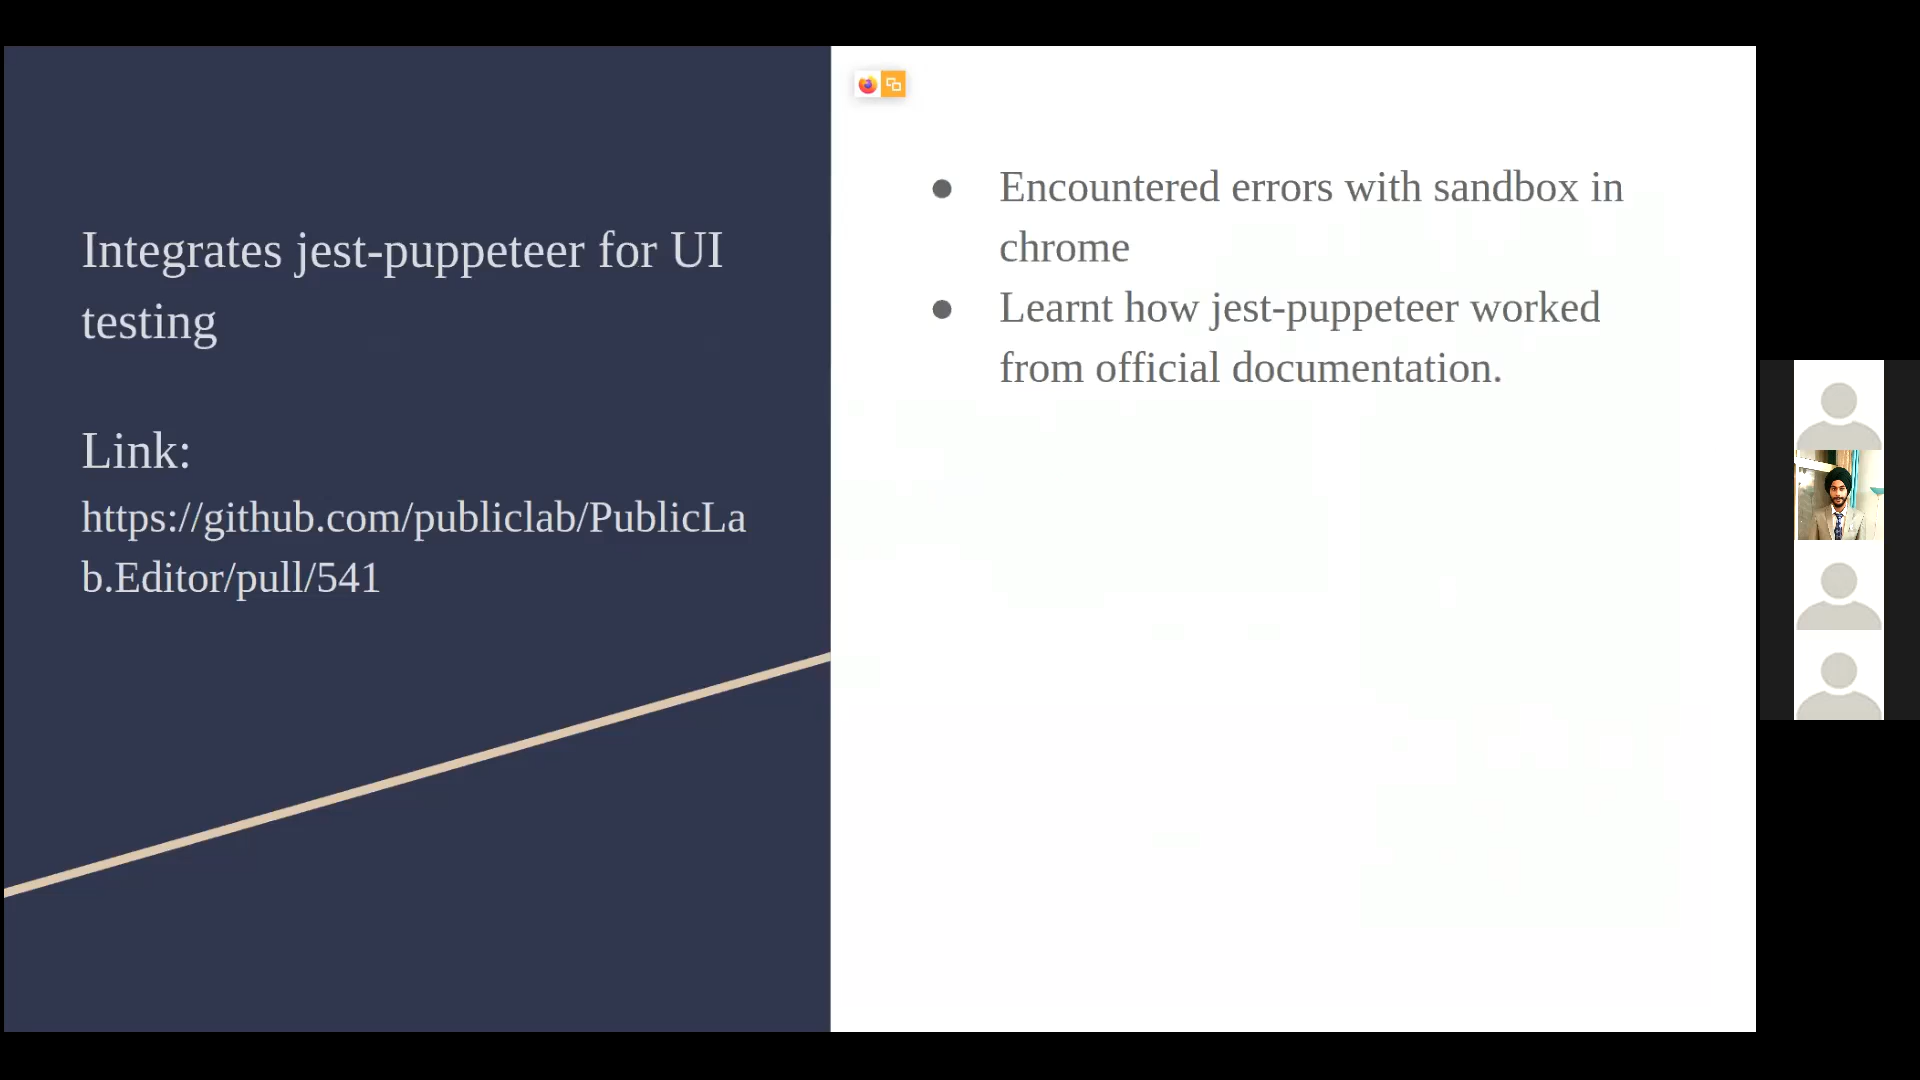 Integrates jest-puppeteer for UI
testing
Link:
https://github.com/publiclab/PublicLa
b.Editor/pull/541
● Encountered errors with sandbox in
chrome
● Learnt how jest-puppeteer worked
from official documentation.